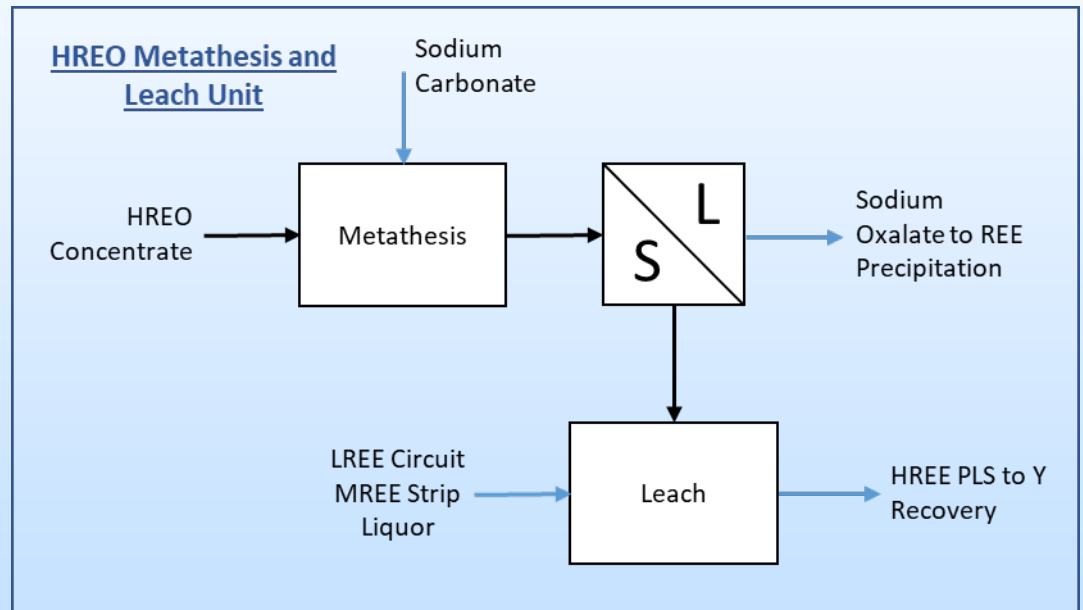 HREO Metathesis and
Leach Unit
Sodium
Carbonate
HREO
Concentrate
Metathesis
L
S
Sodium
Oxalate to REE
Precipitation
LREE Circuit
MREE Strip
Liquor
Leach
HREE PLS to Y
Recovery